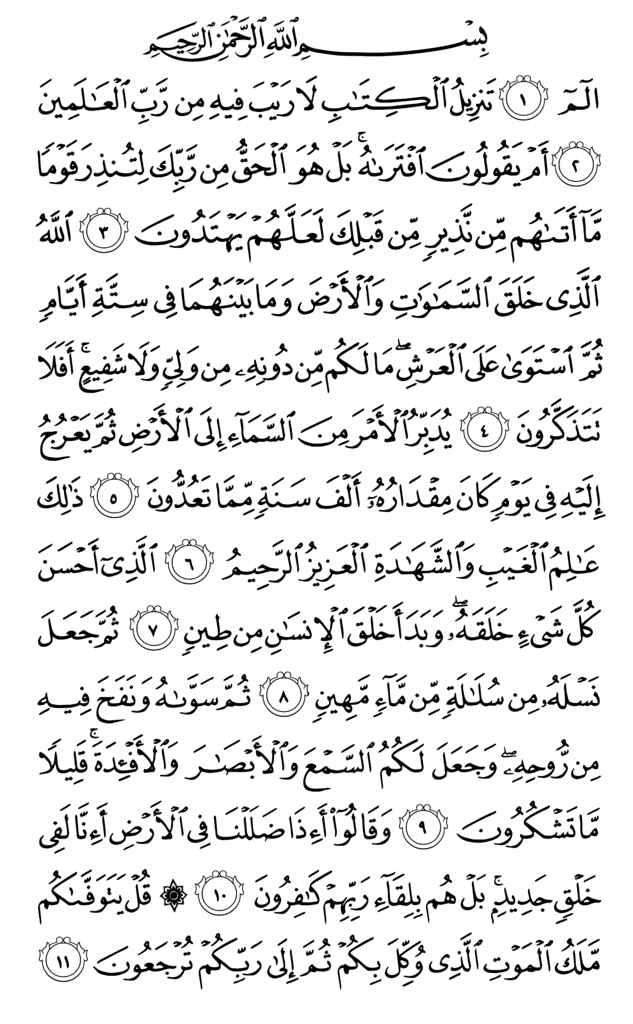 بِسْمِ ٱللَّهِ ٱلرَّحْمَٰنِ ٱلرَّحِيمِ
الٓمٓ ١ تَنزِيلُ ٱلْكِتَٰبِ لَا رَيْبَ فِيهِ مِن رَّبِّ ٱلْعَٰلَمِينَ
٢ أَمْ يَقُولُونَ ٱفْتَرَىٰهُ ۚ بَلْ هُوَ ٱلْحَقُّ مِن رَّبِّكَ لِتُنذِرَ قَوْمًا
مَّآ أَتَىٰهُم مِّن نَّذِيرٍ مِّن قَبْلِكَ لَعَلَّهُمْ يَهْتَدُونَ ٣ ٱللَّهُ
ٱلَّذِى خَلَقَ ٱلسَّمَٰوَٰتِ وَٱلْأَرْضَ وَمَا بَيْنَهُمَا فِى سِتَّةِ أَيَّامٍ
ثُمَّ ٱسْتَوَىٰ عَلَى ٱلْعَرْشِ ۖ مَا لَكُم مِّن دُونِهِۦ مِن وَلِىٍّ وَلَا شَفِيعٍ ۚ أَفَلَا
تَتَذَكَّرُونَ ٤ يُدَبِّرُ ٱلْأَمْرَ مِنَ ٱلسَّمَآءِ إِلَى ٱلْأَرْضِ ثُمَّ يَعْرُجُ
إِلَيْهِ فِى يَوْمٍ كَانَ مِقْدَارُهُۥٓ أَلْفَ سَنَةٍ مِّمَّا تَعُدُّونَ ٥ ذَٰلِكَ
عَٰلِمُ ٱلْغَيْبِ وَٱلشَّهَٰدَةِ ٱلْعَزِيزُ ٱلرَّحِيمُ ٦ ٱلَّذِىٓ أَحْسَنَ
كُلَّ شَىْءٍ خَلَقَهُۥ ۖ وَبَدَأَ خَلْقَ ٱلْإِنسَٰنِ مِن طِينٍ ٧ ثُمَّ جَعَلَ
نَسْلَهُۥ مِن سُلَٰلَةٍ مِّن مَّآءٍ مَّهِينٍ ٨ ثُمَّ سَوَّىٰهُ وَنَفَخَ فِيهِ
مِن رُّوحِهِۦ ۖ وَجَعَلَ لَكُمُ ٱلسَّمْعَ وَٱلْأَبْصَٰرَ وَٱلْأَفْـِٔدَةَ ۚ قَلِيلًا
مَّا تَشْكُرُونَ ٩ وَقَالُوٓا۟ أَءِذَا ضَلَلْنَا فِى ٱلْأَرْضِ أَءِنَّا لَفِى
خَلْقٍ جَدِيدٍۭ ۚ بَلْ هُم بِلِقَآءِ رَبِّهِمْ كَٰفِرُونَ ١٠ ۞ قُلْ يَتَوَفَّىٰكُم
مَّلَكُ ٱلْمَوْتِ ٱلَّذِى وُكِّلَ بِكُمْ ثُمَّ إِلَىٰ رَبِّكُمْ تُرْجَعُونَ ١١